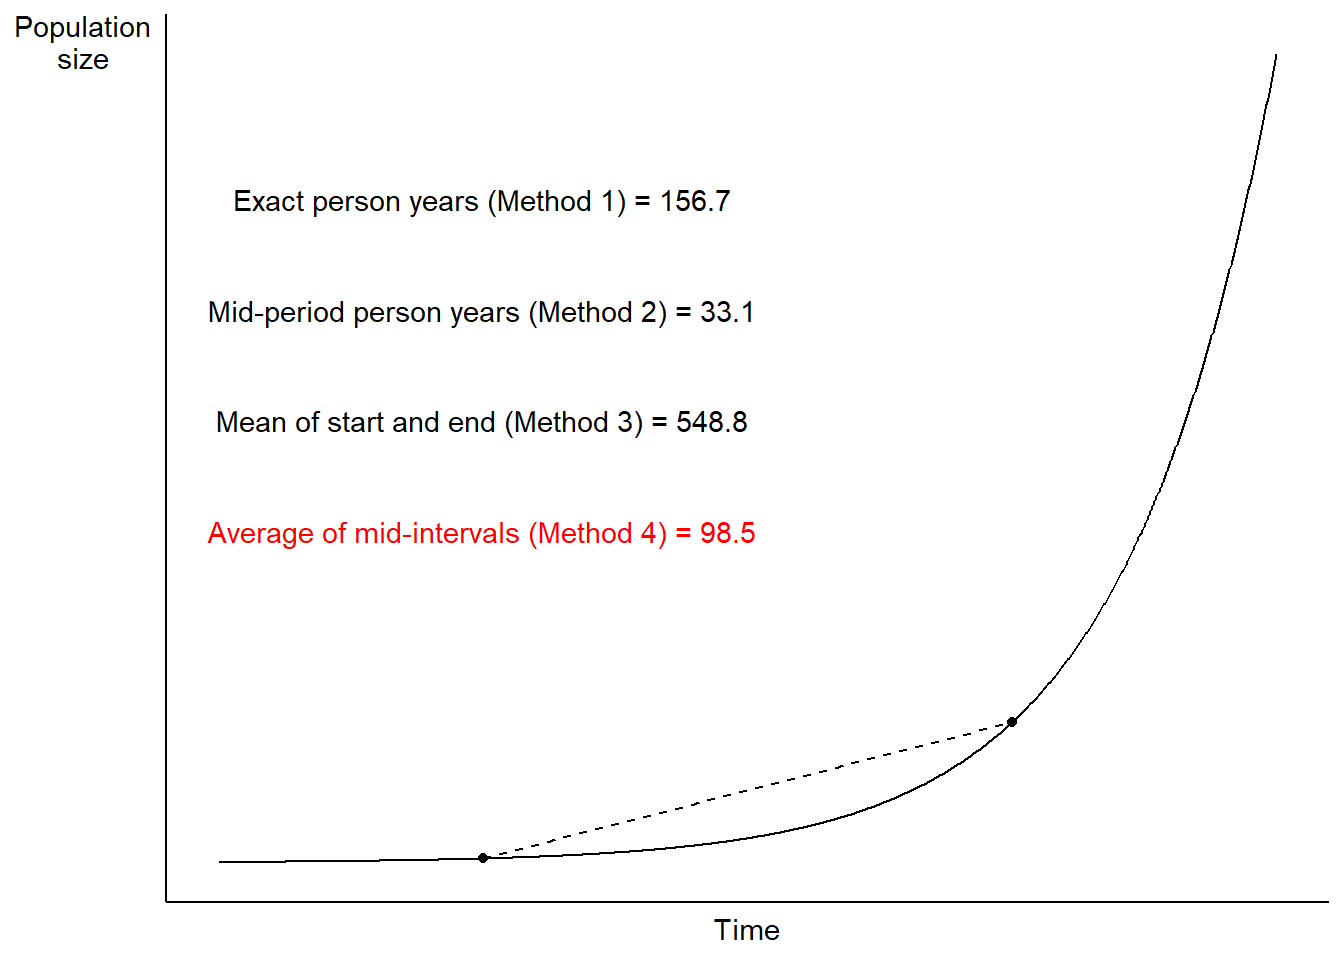 Population
size
Exact person years (Method 1) = 156.7
Mid-period person years (Method 2) = 33.1
Mean of start and end (Method 3) = 548.8
Average of mid-intervals (Method 4) = 98.5
Time